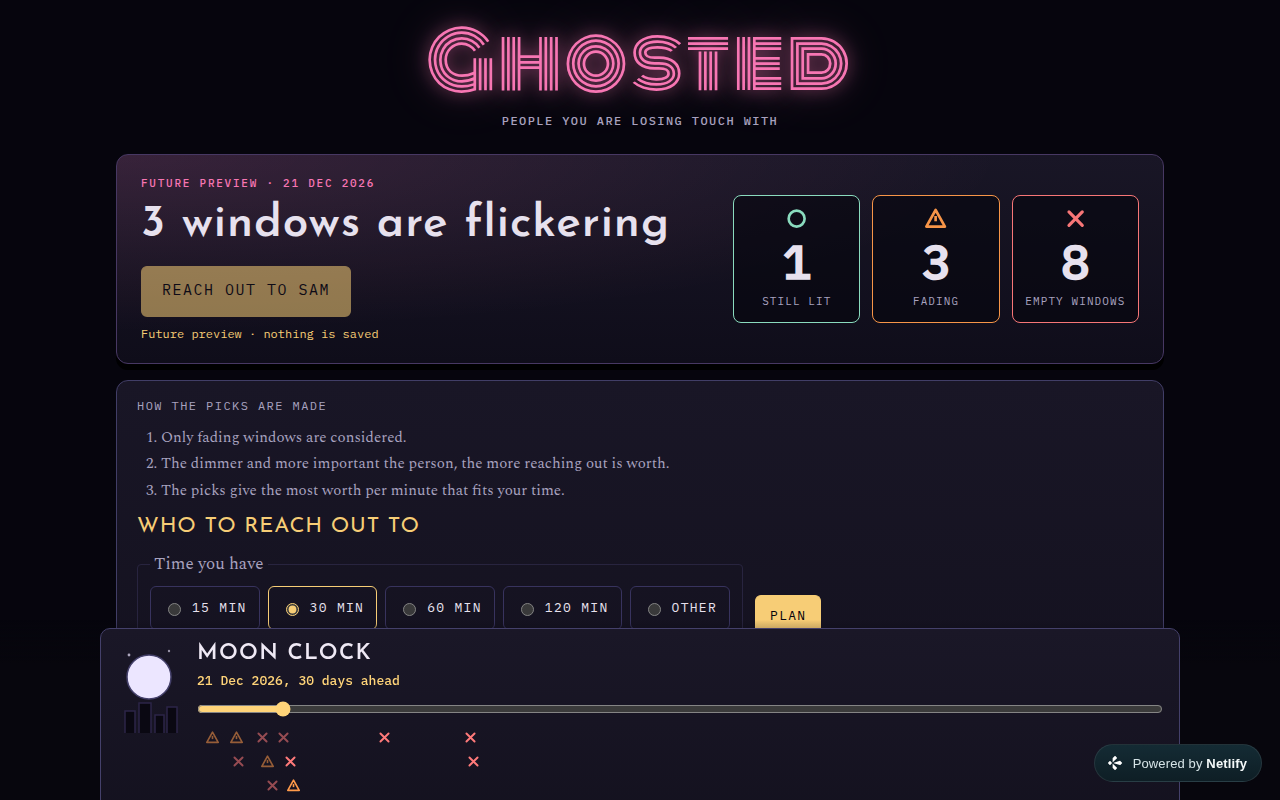 GHOSTED
PEOPLE YOU ARE LOSING TOUCH WITH
FUTURE PREVIEW · 21 DEC 2026
3 windows are flickering
REACH OUT TO SAM
Future preview · nothing is saved
1
STILL LIT
3
FADING
8
EMPTY WINDOWS
HOW THE PICKS ARE MADE
1. Only fading windows are considered.
2. The dimmer and more important the person, the more reaching out is worth.
3. The picks give the most worth per minute that fits your time.
WHO TO REACH OUT TO
Time you have
15 MIN
30 MIN
60 MIN
120 MIN
OTHER
PLAN
MOON CLOCK
21 Dec 2026, 30 days ahead
Powered by Netlify